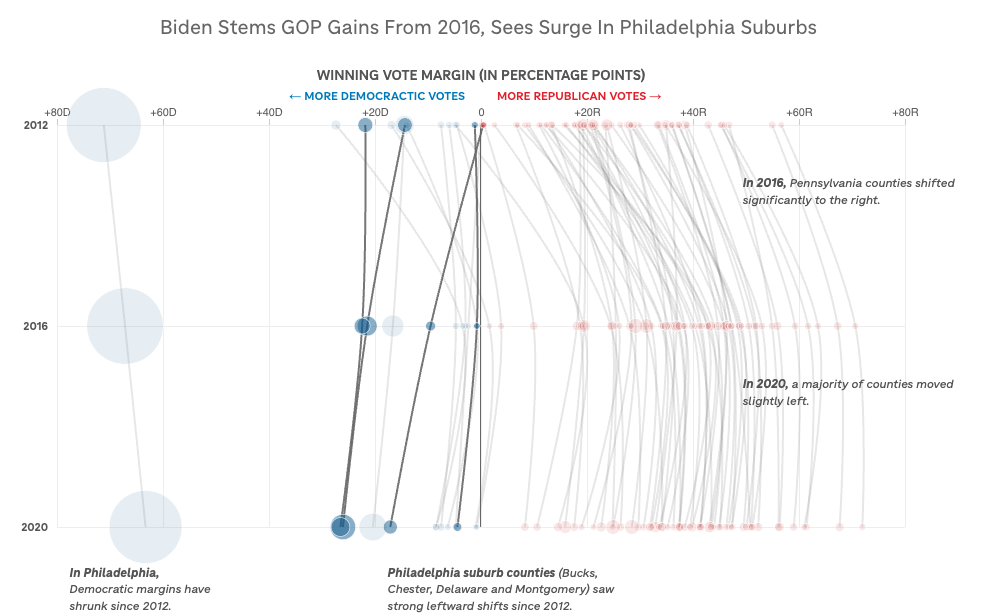 Biden Stems GOP Gains From 2016, Sees Surge In Philadelphia Suburbs
WINNING VOTE MARGIN (IN PERCENTAGE POINTS)
← MORE DEMOCRACTIC VOTES MORE REPUBLICAN VOTES →
+80D +60D +40D +20D 0 +20D +40R +60R +80R
2012
In 2016, Pennsylvania counties shifted
significantly to the right.
2016
In 2020, a majority of counties moved
slightly left.
2020
In Philadelphia,
Democratic margins have
shrunk since 2012.
Philadelphia suburb counties (Bucks,
Chester, Delaware and Montgomery) saw
strong leftward shifts since 2012.